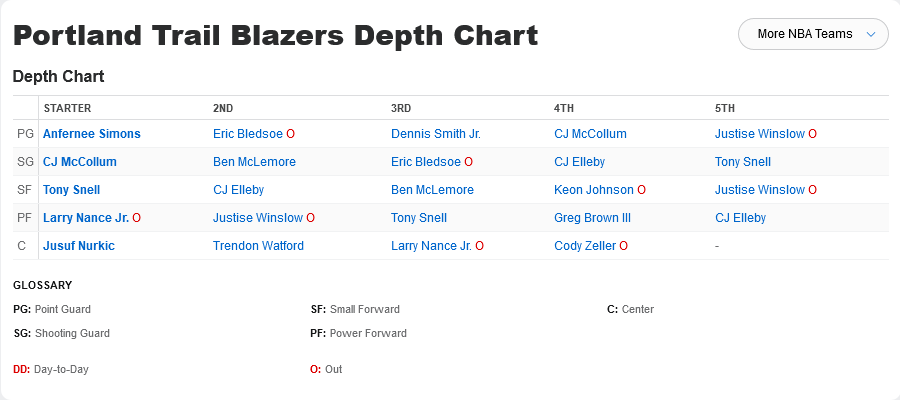 Portland Trail Blazers Depth Chart
More NBA Teams
Depth Chart
STARTER 2ND 3RD 4TH 5TH
PG Anfernee Simons Eric Bledsoe O Dennis Smith Jr. CJ McCollum Justise Winslow O
SG CJ McCollum Ben McLemore Eric Bledsoe O CJ Elleby Tony Snell
SF Tony Snell CJ Elleby Ben McLemore Keon Johnson O Justise Winslow O
PF Larry Nance Jr. O Justise Winslow O Tony Snell Greg Brown III CJ Elleby
C Jusuf Nurkic Trendon Watford Larry Nance Jr. O Cody Zeller O -
GLOSSARY
PG: Point Guard SF: Small Forward C: Center
SG: Shooting Guard PF: Power Forward
DD: Day-to-Day O: Out